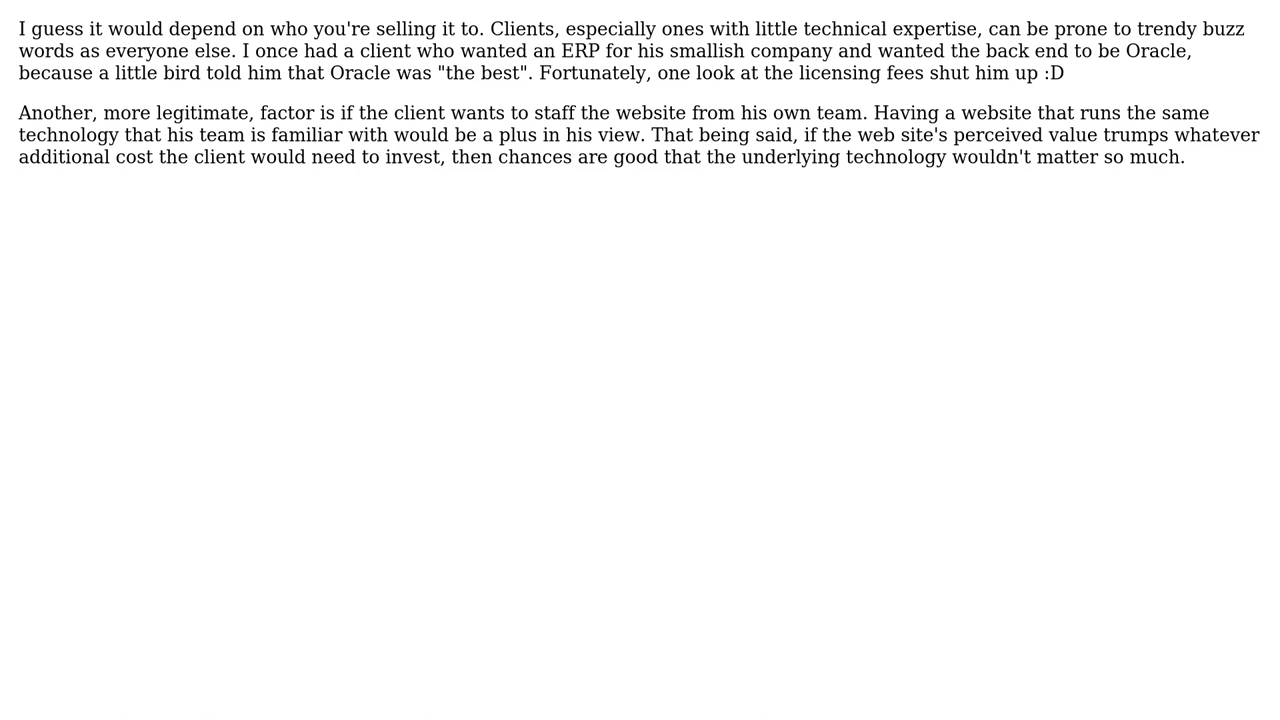 I guess it would depend on who you're selling it to. Clients, especially ones with little technical expertise, can be prone to trendy buzz
words as everyone else. I once had a client who wanted an ERP for his smallish company and wanted the back end to be Oracle,
because a little bird told him that Oracle was "the best". Fortunately, one look at the licensing fees shut him up :D
Another, more legitimate, factor is if the client wants to staff the website from his own team. Having a website that runs the same
technology that his team is familiar with would be a plus in his view. That being said, if the web site's perceived value trumps whatever
additional cost the client would need to invest, then chances are good that the underlying technology wouldn't matter so much.